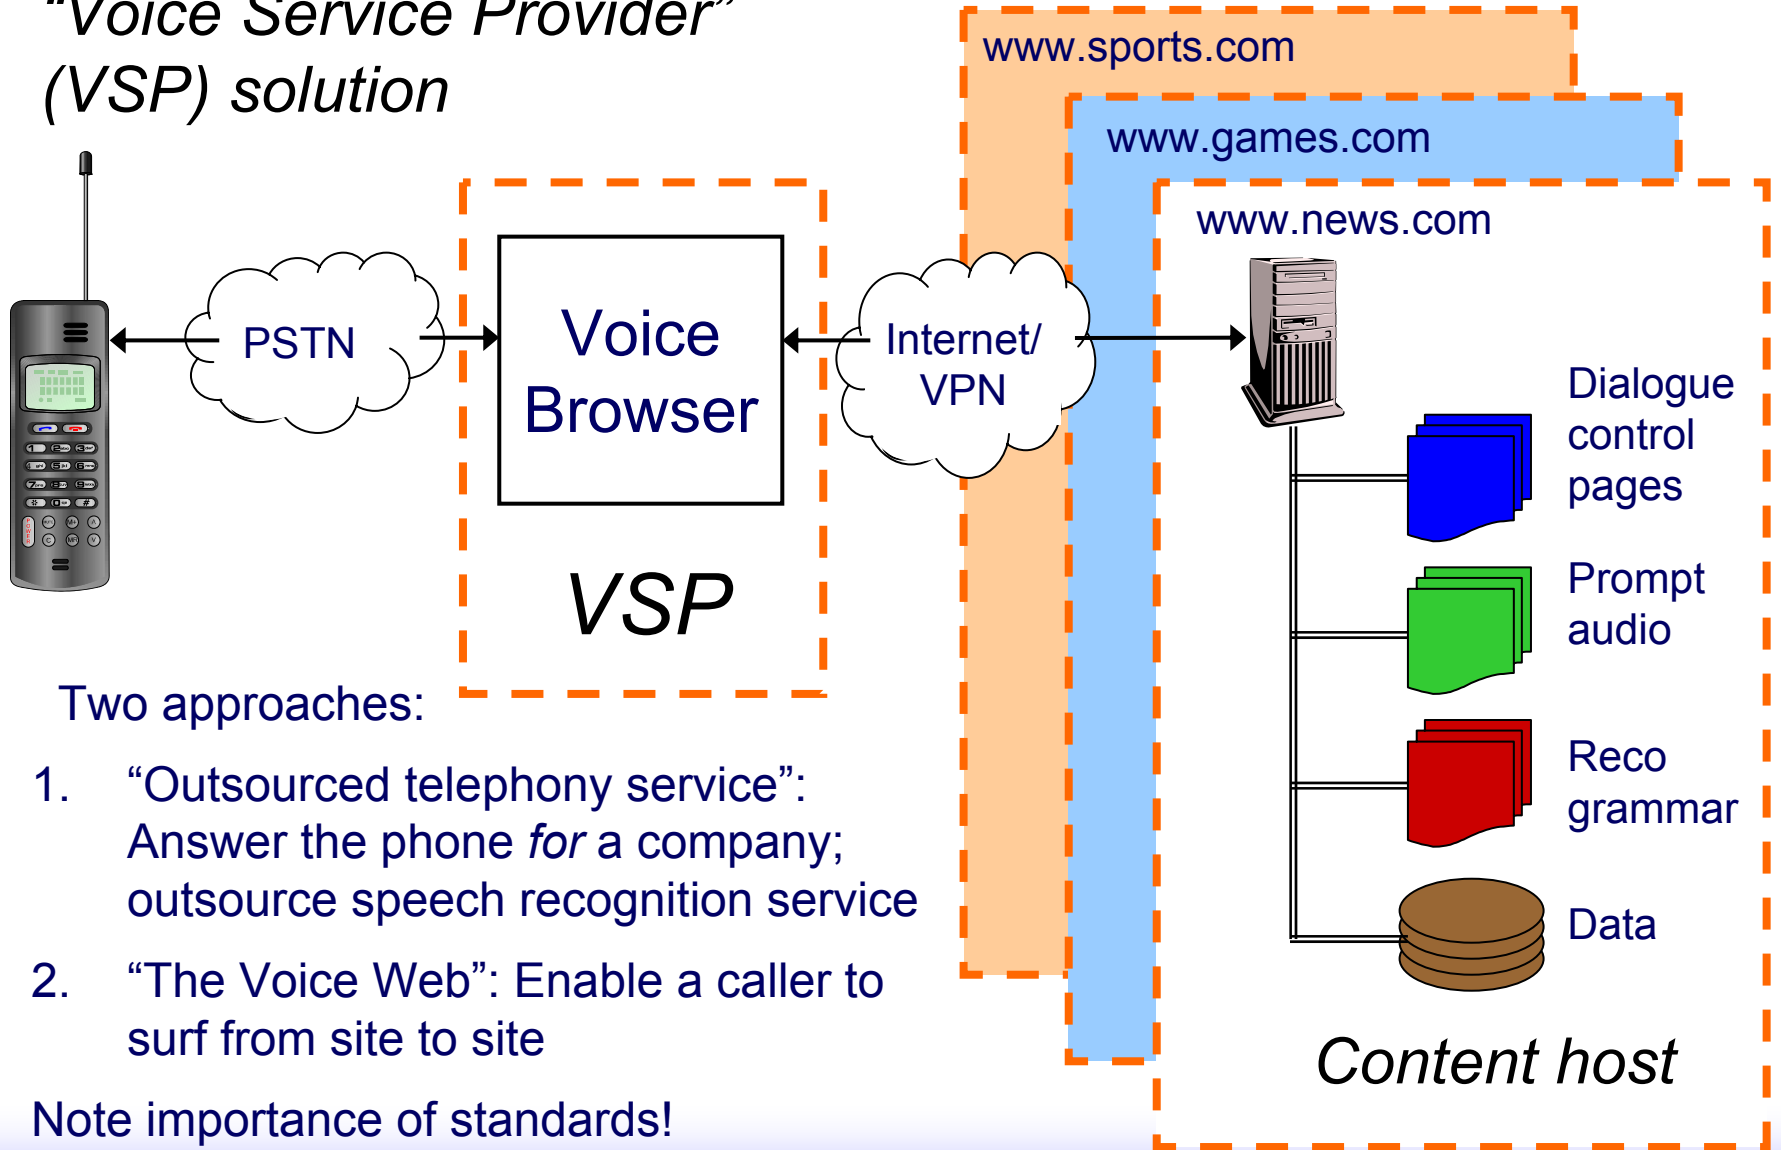 “Voice Service Provider”
(VSP) solution
www.sports.com
www.games.com
www.news.com
PSTN
Voice
Browser
Internet/
VPN
VSP
Dialogue
control
pages
Prompt
audio
Reco
grammar
Data
Content host
Two approaches:
1. “Outsourced telephony service”:
Answer the phone for a company;
outsource speech recognition service
2. “The Voice Web”: Enable a caller to
surf from site to site
Note importance of standards!